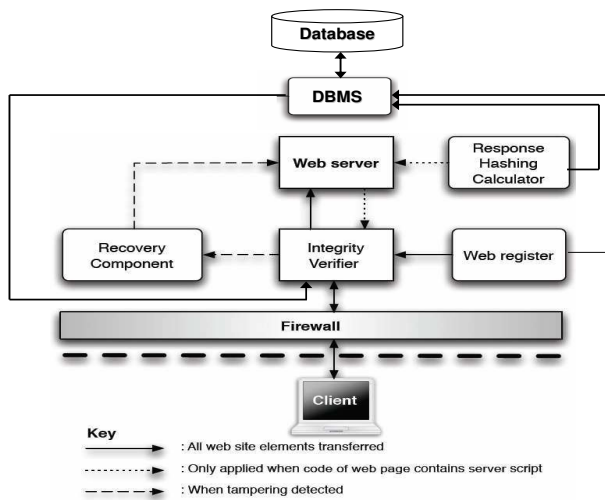 Database
DBMS
Web server
Response
Hashing
Calculator
Recovery
Component
Integrity
Verifier
Web register
Firewall
Client
Key
: All web site elements transferred
: Only applied when code of web page contains server script
: When tampering detected